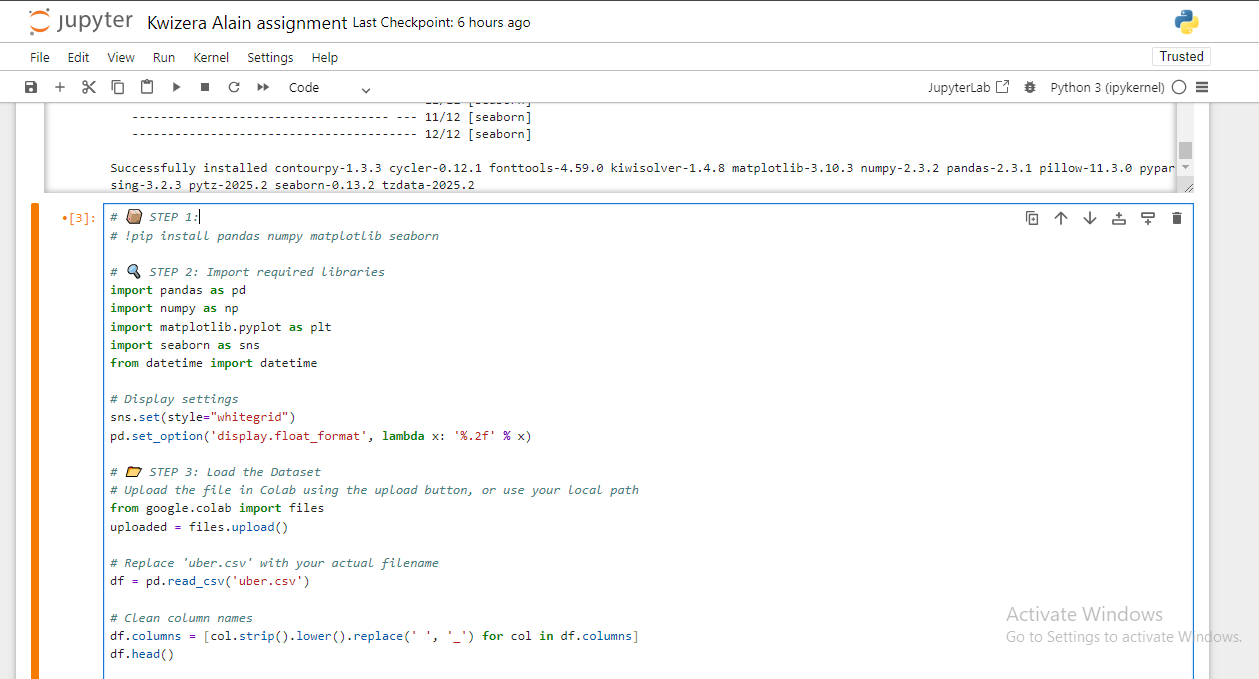 jupyter Kwizera Alain assignment Last Checkpoint: 6 hours ago
File Edit View Run Kernel Settings Help Trusted
Code JupyterLab Python 3 (ipykernel)
---------------------------------------- 11/12 [seaborn]
---------------------------------------- 12/12 [seaborn]
Successfully installed contourpy-1.3.3 cycler-0.12.1 fonttools-4.59.0 kiwisolver-1.4.8 matplotlib-3.10.3 numpy-2.3.2 pandas-2.3.1 pillow-11.3.0 pypar
sing-3.2.3 pytz-2025.2 seaborn-0.13.2 tzdata-2025.2
[3]: # 📦 STEP 1:
# !pip install pandas numpy matplotlib seaborn
# 🔍 STEP 2: Import required libraries
import pandas as pd
import numpy as np
import matplotlib.pyplot as plt
import seaborn as sns
from datetime import datetime
# Display settings
sns.set(style="whitegrid")
pd.set_option('display.float_format', lambda x: '%.2f' % x)
# 📂 STEP 3: Load the Dataset
# Upload the file in Colab using the upload button, or use your local path
from google.colab import files
uploaded = files.upload()
# Replace 'uber.csv' with your actual filename
df = pd.read_csv('uber.csv')
# Clean column names
df.columns = [col.strip().lower().replace(' ', '_') for col in df.columns]
df.head()
Activate Windows
Go to Settings to activate Windows.